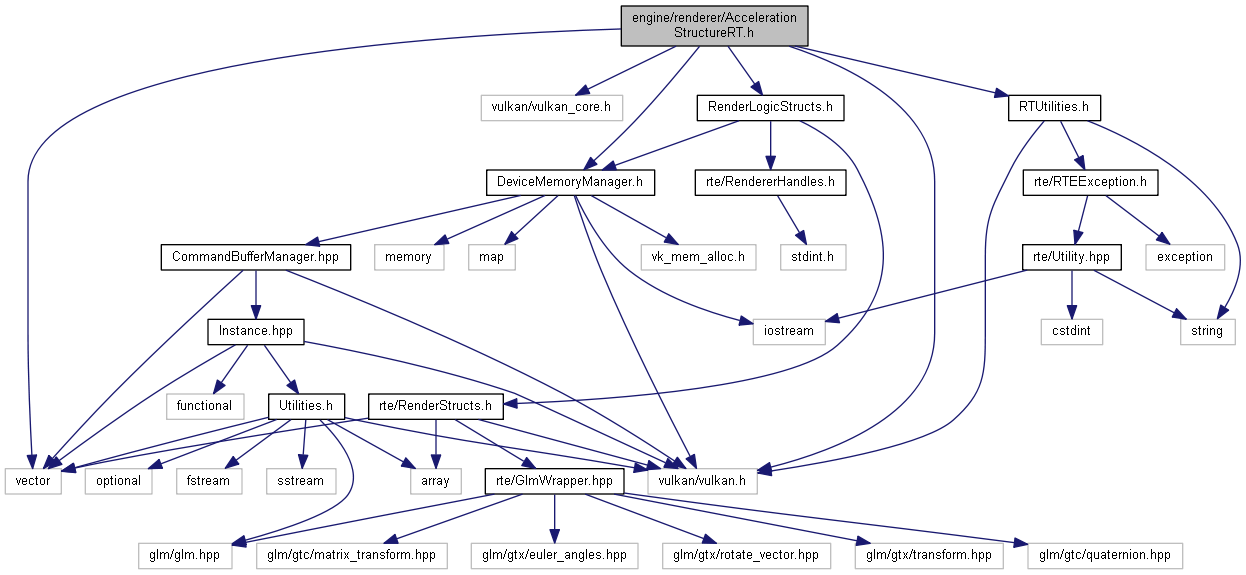 engine/renderer/Acceleration
StructureRT.h
vulkan/vulkan_core.h
RenderLogicStructs.h
RTUtilities.h
DeviceMemoryManager.h
rte/RendererHandles.h
rte/RTEException.h
CommandBufferManager.hpp
memory
map
vk_mem_alloc.h
stdint.h
rte/Utility.hpp
exception
Instance.hpp
iostream
cstdint
string
functional
Utilities.h
rte/RenderStructs.h
vector
optional
fstream
sstream
array
rte/GlmWrapper.hpp
vulkan/vulkan.h
glm/glm.hpp
glm/gtc/matrix_transform.hpp
glm/gtx/euler_angles.hpp
glm/gtx/rotate_vector.hpp
glm/gtx/transform.hpp
glm/gtc/quaternion.hpp